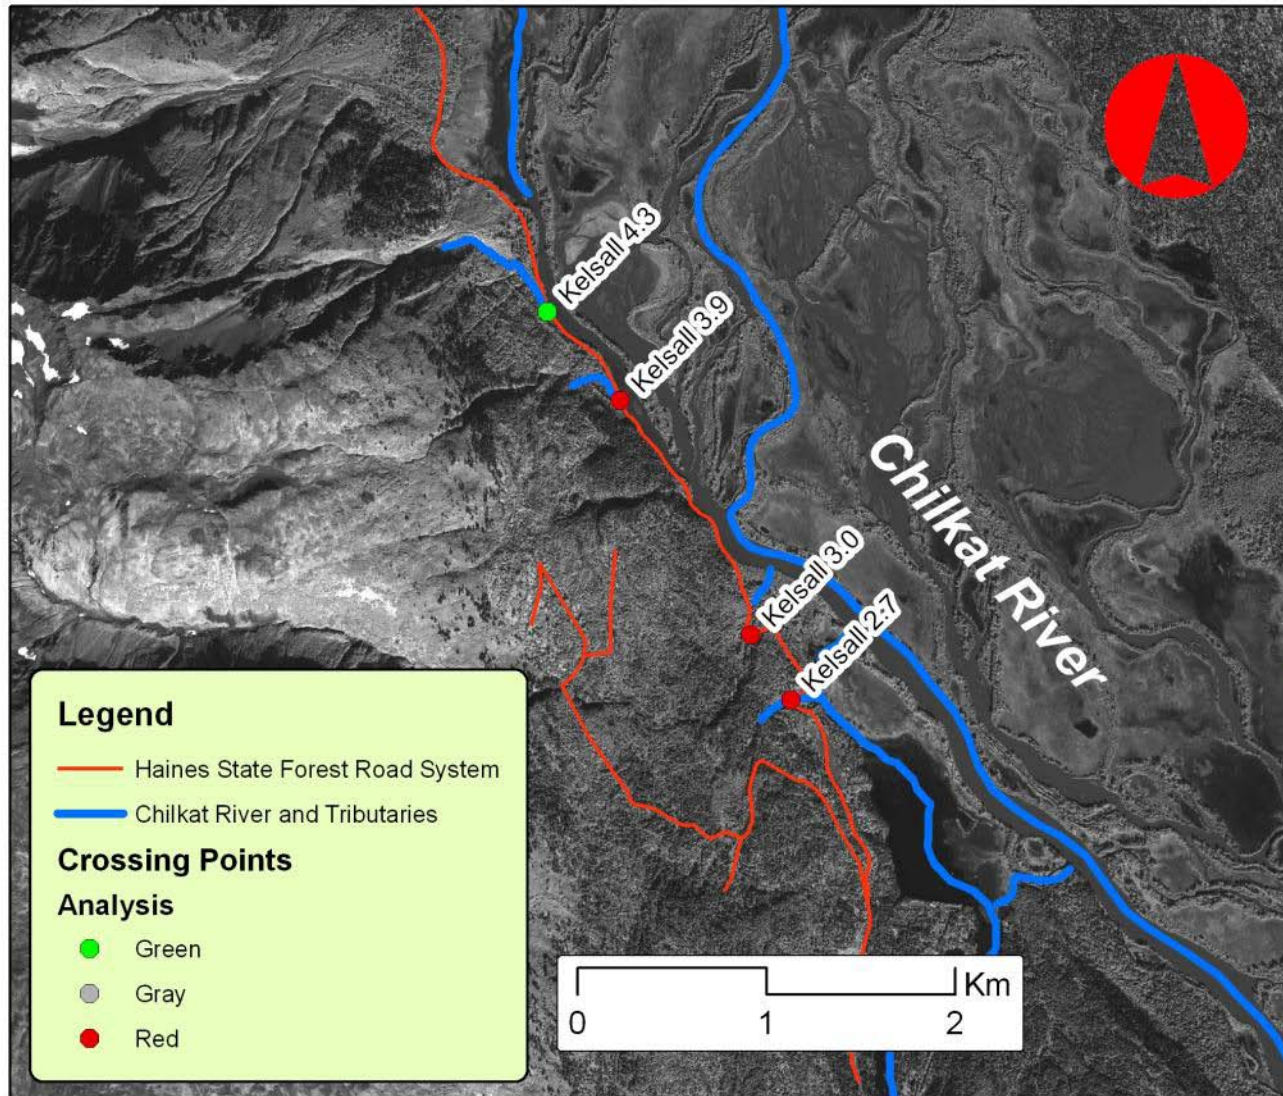 Kelsall 4.3
Kelsall 3.9
Chilkat River
Kelsall 3.0
Kelsall 2.7
Legend
Haines State Forest Road System
Chilkat River and Tributaries
Crossing Points
Analysis
Green
Gray
Red
Km
0 1 2